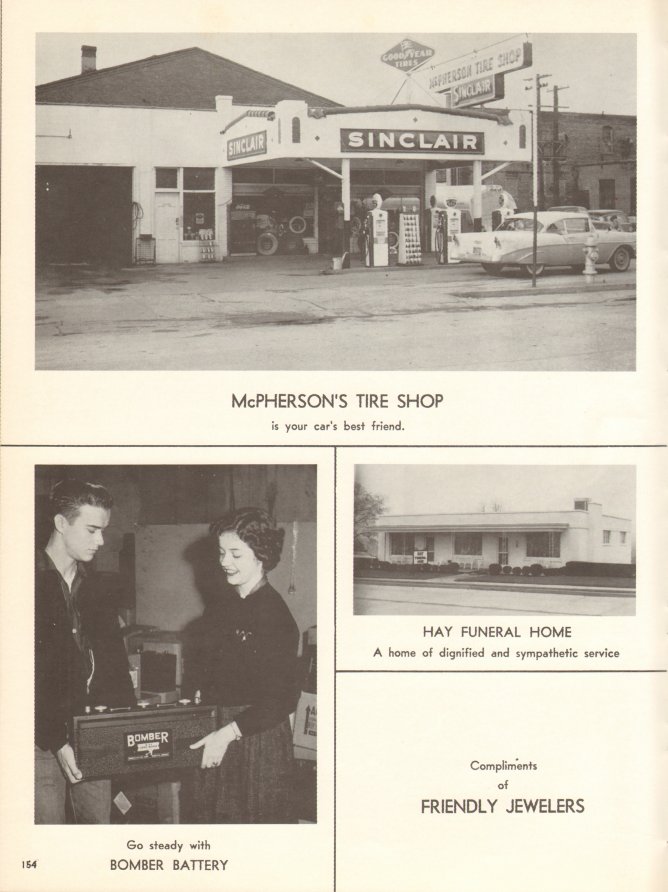 GOODYEAR
TIRES
McPHERSON TIRE SHOP
SINCLAIR
SINCLAIR
SINCLAIR
McPHERSON'S TIRE SHOP
is your car's best friend.
BOMBER
Go steady with
BOMBER BATTERY
HAY FUNERAL HOME
A home of dignified and sympathetic service
Compliments
of
FRIENDLY JEWELERS
154